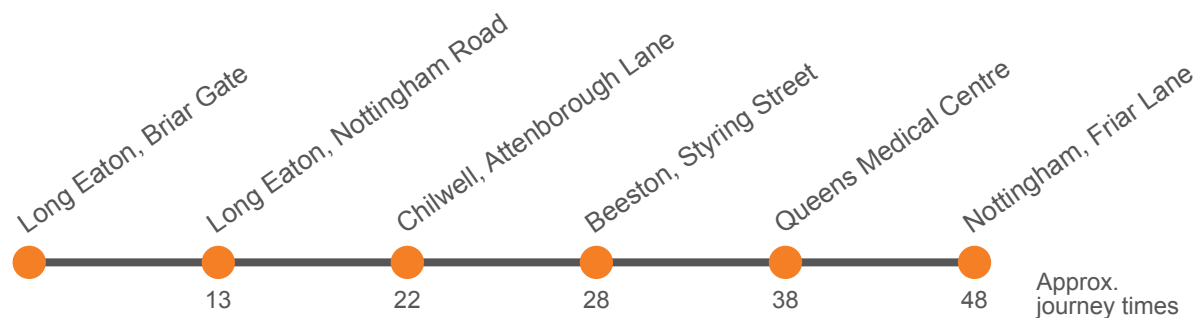 Long Eaton, Briar Gate
Long Eaton, Nottingham Road
Chilwell, Attenborough Lane
Beeston, Styring Street
Queens Medical Centre
Nottingham, Friar Lane
13
22
28
38
48
Approx.
journey times